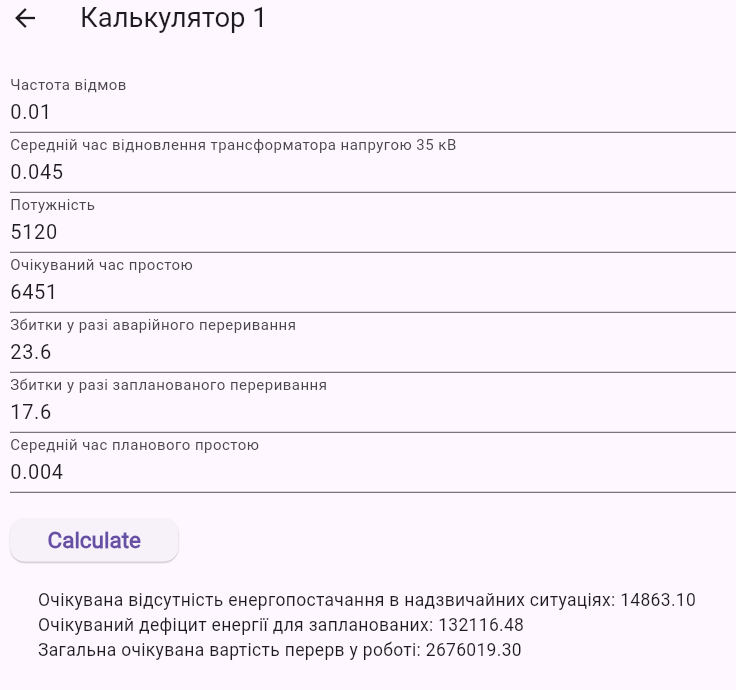 Калькулятор 1
Частота відмов
0.01
Середній час відновлення трансформатора напругою 35 кВ
0.045
Потужність
5120
Очікуваний час простою
6451
Збитки у разі аварійного переривання
23.6
Збитки у разі запланованого переривання
17.6
Середній час планового простою
0.004
Calculate
Очікувана відсутність енергопостачання в надзвичайних ситуаціях: 14863.10
Очікуваний дефіцит енергії для запланованих: 132116.48
Загальна очікувана вартість перерв у роботі: 2676019.30